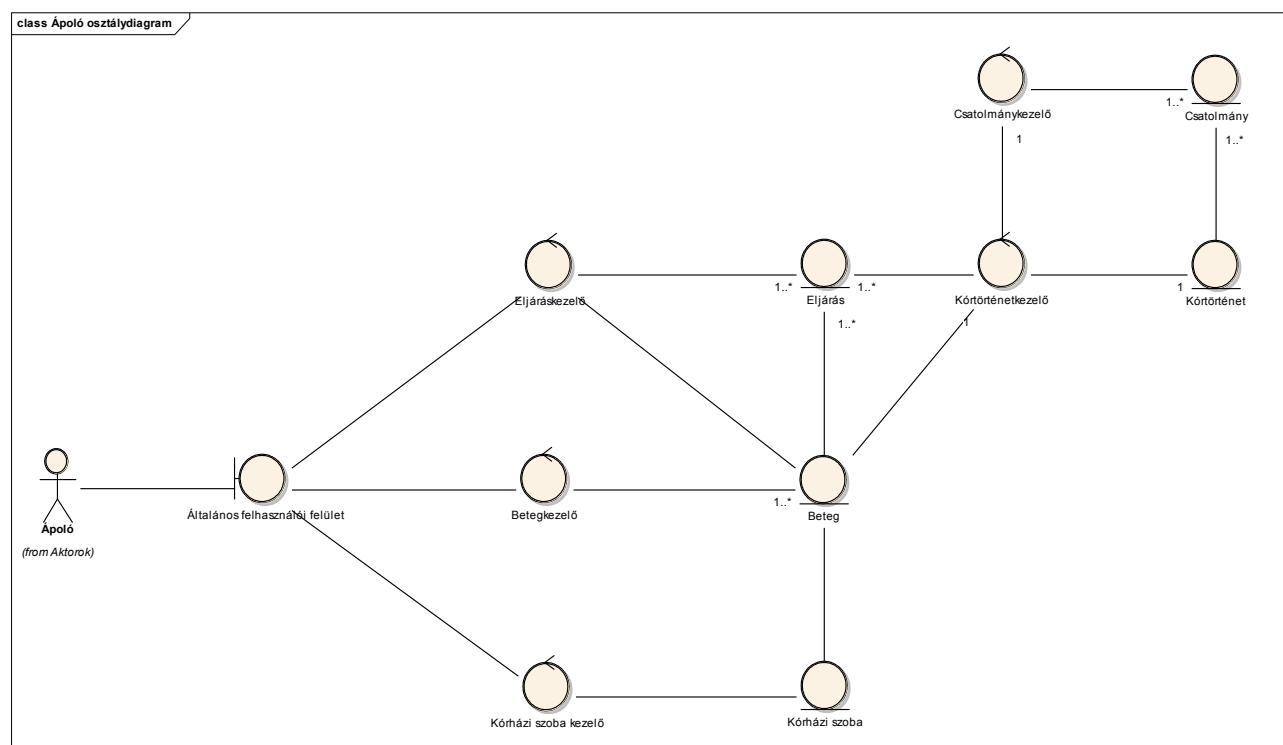 class Ápoló osztálydiagram
Csatolmánykezelő
1..*
Csatolmány
1
1..*
Eljáráskezelő
1..*
Eljárás
1..*
Kórtörténetkezelő
1
Kórtörténet
1..*
1
Ápoló
(from Aktorok)
Általános felhasználói felület
Betegkezelő
1..*
Beteg
Kórházi szoba kezelő
Kórházi szoba